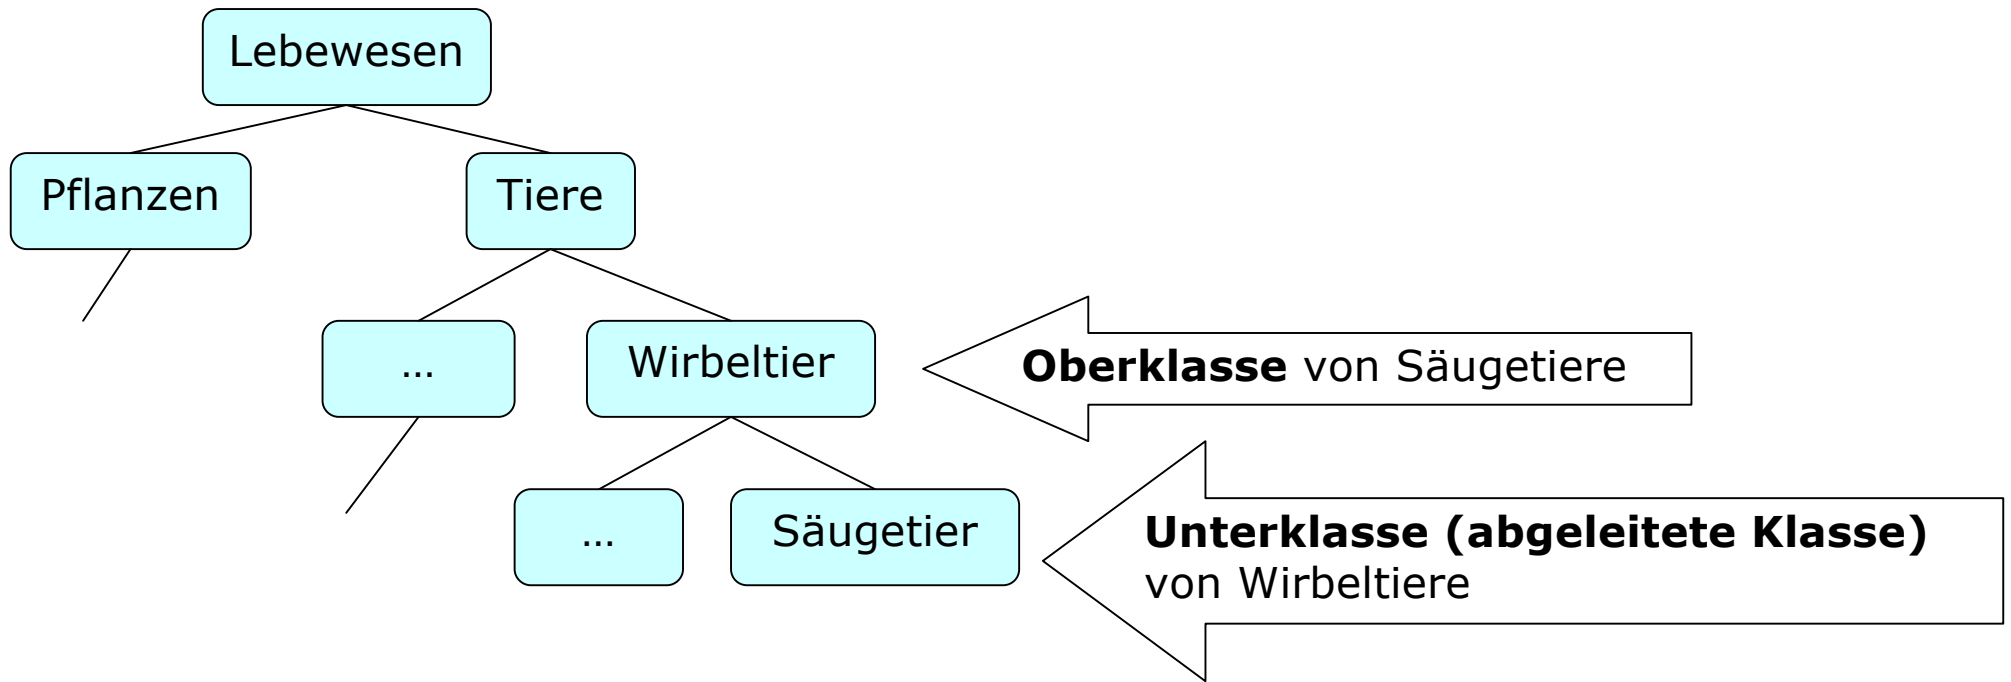 Lebewesen
Pflanzen
Tiere
...
Wirbeltier
Oberklasse von Säugetiere
...
Säugetier
Unterklasse (abgeleitete Klasse)
von Wirbeltiere